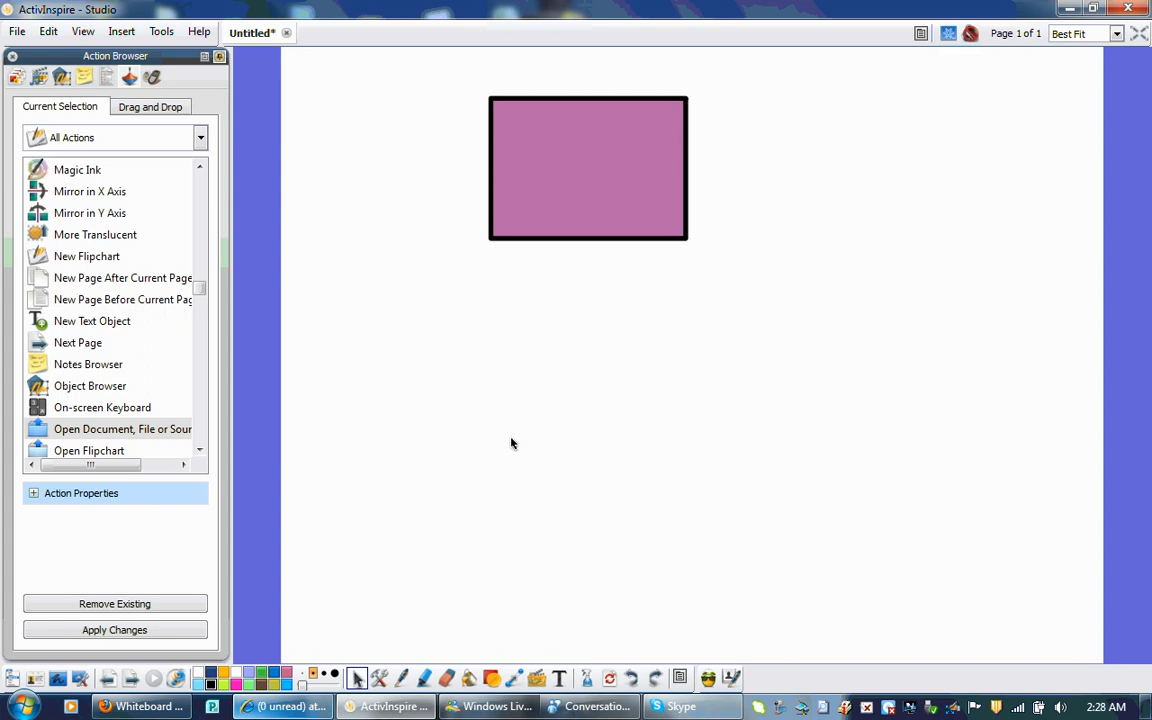 ActivInspire - Studio
File Edit View Insert Tools Help
Untitled*
Page 1 of 1
Best Fit
Action Browser
Current Selection
Drag and Drop
All Actions
Magic Ink
Mirror in X Axis
Mirror in Y Axis
More Translucent
New Flipchart
New Page After Current Page
New Page Before Current Pag
New Text Object
Next Page
Notes Browser
Object Browser
On-screen Keyboard
Open Document, File or Sour
Open Flipchart
Action Properties
Remove Existing
Apply Changes
Whiteboard ...
(0 unread) at...
ActivInspire ...
Windows Liv...
Conversatio...
Skype
2:28 AM